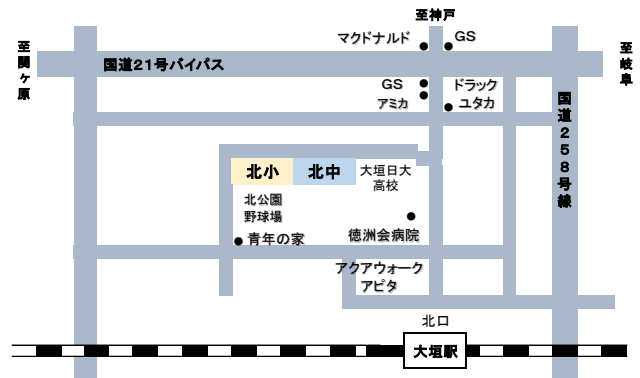 至神戸
マクドナルド
GS
至関ヶ原
国道21号バイパス
至岐阜
GS
アミカ
ドラック
ユタカ
国道258号線
北小
北中
大垣日大
高校
北公園
野球場
青年の家
徳洲会病院
アクアウォーク
アピタ
北口
大垣駅